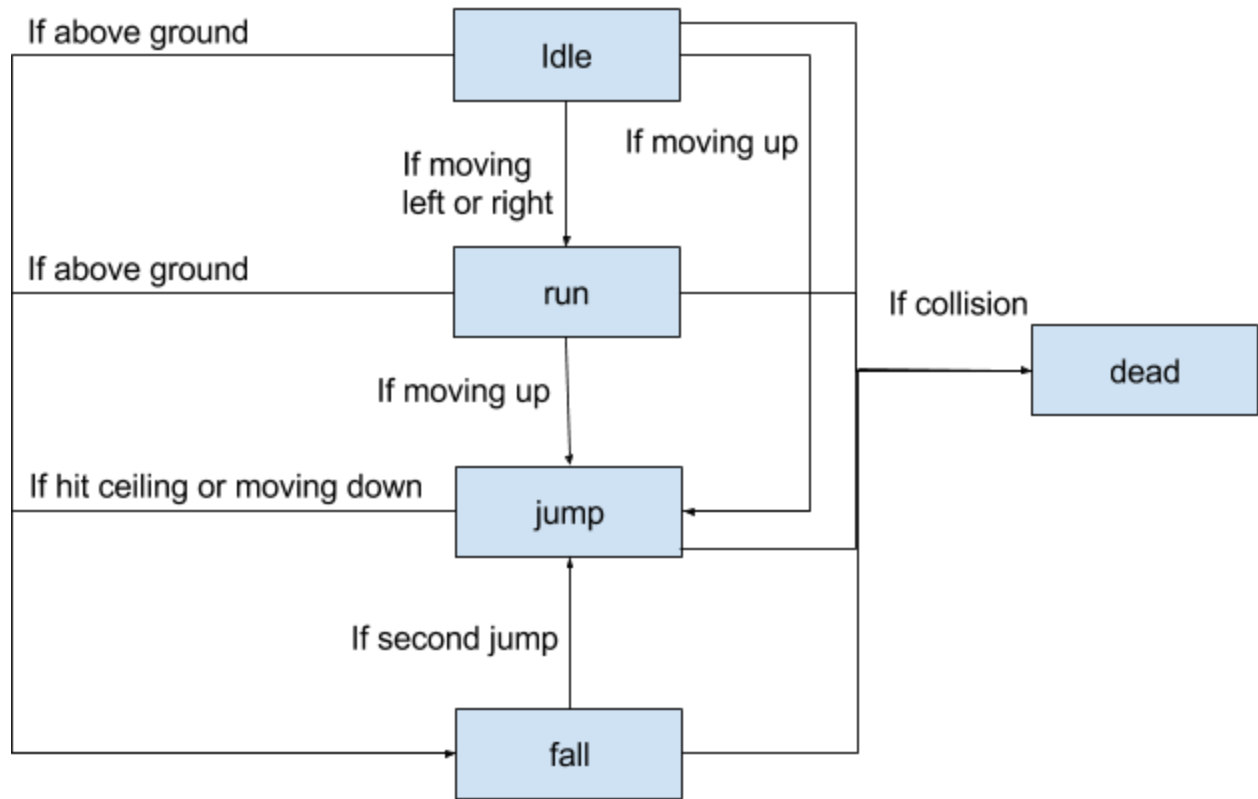 If above ground
Idle
If moving up
If moving
left or right
If above ground
run
If collision
dead
If moving up
If hit ceiling or moving down
jump
If second jump
fall